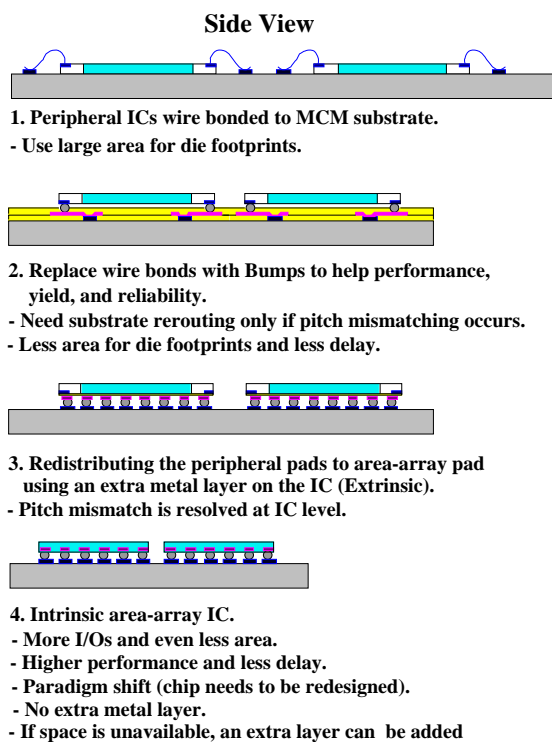 Side View
1. Peripheral ICs wire bonded to MCM substrate.
- Use large area for die footprints.
2. Replace wire bonds with Bumps to help performance,
yield, and reliability.
- Need substrate rerouting only if pitch mismatching occurs.
- Less area for die footprints and less delay.
3. Redistributing the peripheral pads to area-array pad
using an extra metal layer on the IC (Extrinsic).
- Pitch mismatch is resolved at IC level.
4. Intrinsic area-array IC.
- More I/Os and even less area.
- Higher performance and less delay.
- Paradigm shift (chip needs to be redesigned).
- No extra metal layer.
- If space is unavailable, an extra layer can be added